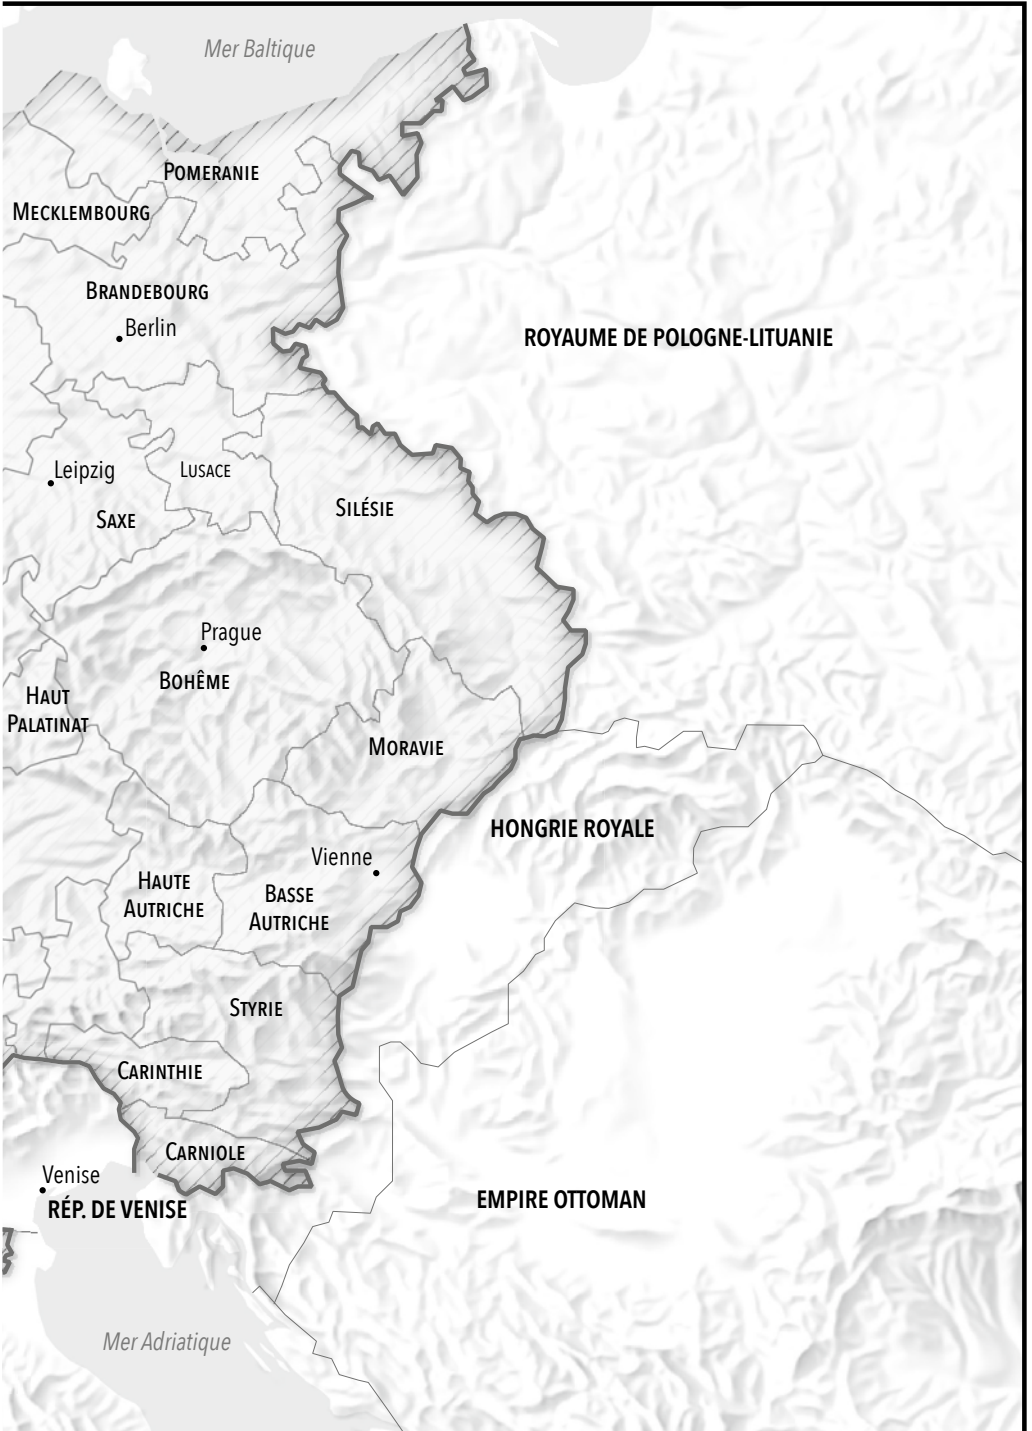 Mer Baltique
POMERANIE
MECKLEMBOURG
BRANDEBOURG
Berlin
ROYAUME DE POLOGNE-LITUANIE
Leipzig
LUSACE
SILÉSIE
SAXE
Prague
BOHÊME
HAUT
PALATINAT
MORAVIE
HONGRIE ROYALE
Vienne
HAUTE
AUTRICHE
BASSE
AUTRICHE
STYRIE
CARINTHIE
CARNIOLE
Venise
RÉP. DE VENISE
EMPIRE OTTOMAN
Mer Adriatique